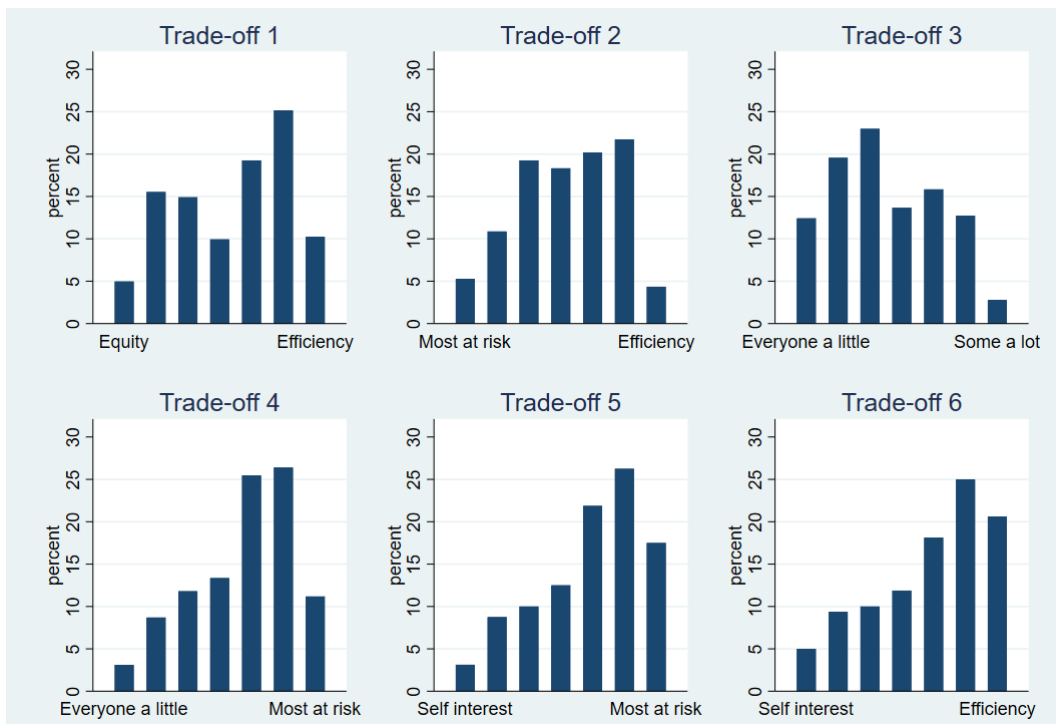 Trade-off 1
percent
0 5 10 15 20 25 30
Equity Efficiency
Trade-off 2
percent
0 5 10 15 20 25 30
Most at risk Efficiency
Trade-off 3
percent
0 5 10 15 20 25 30
Everyone a little Some a lot
Trade-off 4
percent
0 5 10 15 20 25 30
Everyone a little Most at risk
Trade-off 5
percent
0 5 10 15 20 25 30
Self interest Most at risk
Trade-off 6
percent
0 5 10 15 20 25 30
Self interest Efficiency